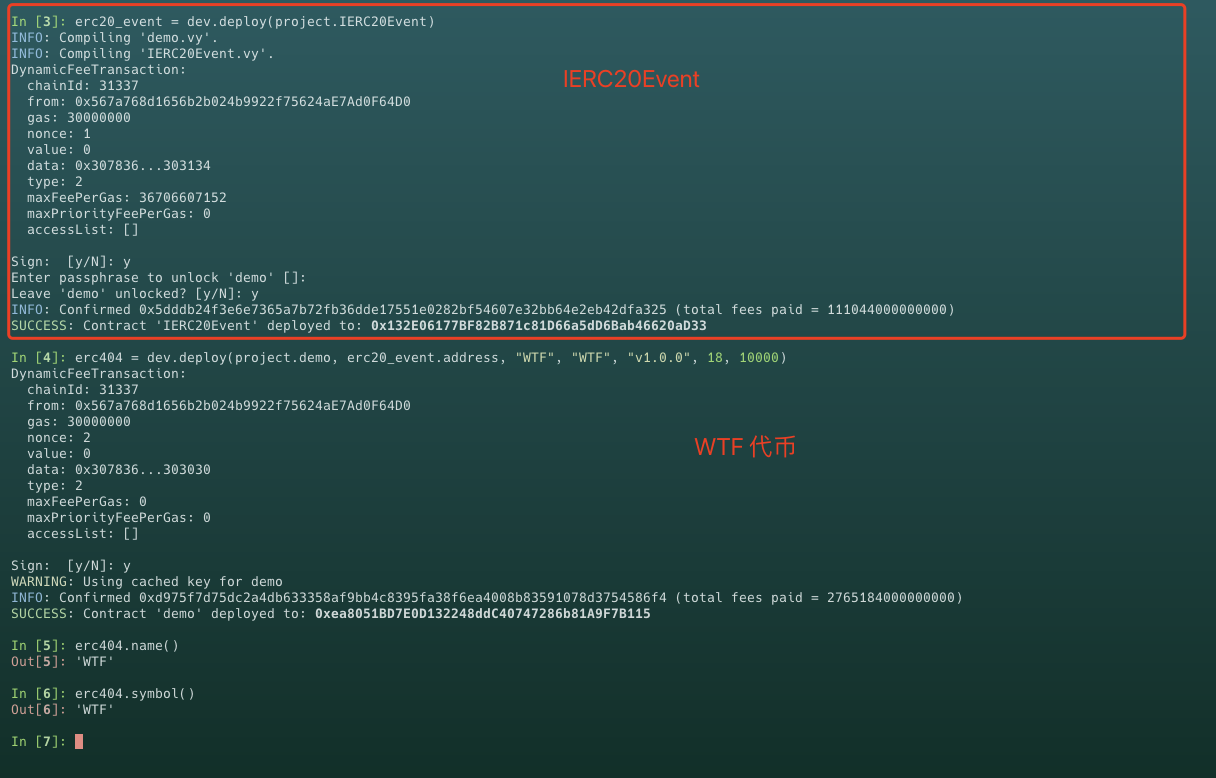 In [3]: erc20_event = dev.deploy(project.IERC20Event)
INFO: Compiling 'demo.vy'.
INFO: Compiling 'IERC20Event.vy'.
DynamicFeeTransaction:
  chainId: 31337
IERC20Event
  from: 0x567a768d1656b2b024b9922f75624aE7Ad0F64D0
  gas: 30000000
  nonce: 1
  value: 0
  data: 0x307836...303134
  type: 2
  maxFeePerGas: 36706607152
  maxPriorityFeePerGas: 0
  accessList: []
Sign:  [y/N]: y
Enter passphrase to unlock 'demo' []:
Leave 'demo' unlocked? [y/N]: y
INFO: Confirmed 0x5dddb24f3e6e7365a7b72fb36dde17551e0282bf54607e32bb64e2eb42dfa325 (total fees paid = 111044000000000)
SUCCESS: Contract 'IERC20Event' deployed to: 0x132E06177BF82B871c81D66a5dD6Bab46620aD33
In [4]: erc404 = dev.deploy(project.demo, erc20_event.address, "WTF", "WTF", "v1.0.0", 18, 10000)
DynamicFeeTransaction:
  chainId: 31337
  from: 0x567a768d1656b2b024b9922f75624aE7Ad0F64D0
  gas: 30000000
  nonce: 2
WTF 代币
  value: 0
  data: 0x307836...303030
  type: 2
  maxFeePerGas: 0
  maxPriorityFeePerGas: 0
  accessList: []
Sign:  [y/N]: y
WARNING: Using cached key for demo
INFO: Confirmed 0xd975f7d75dc2a4db633358af9bb4c8395fa38f6ea4008b83591078d3754586f4 (total fees paid = 2765184000000000)
SUCCESS: Contract 'demo' deployed to: 0xea8051BD7E0D132248ddC40747286b81A9F7B115
In [5]: erc404.name()
Out[5]: 'WTF'
In [6]: erc404.symbol()
Out[6]: 'WTF'
In [7]: